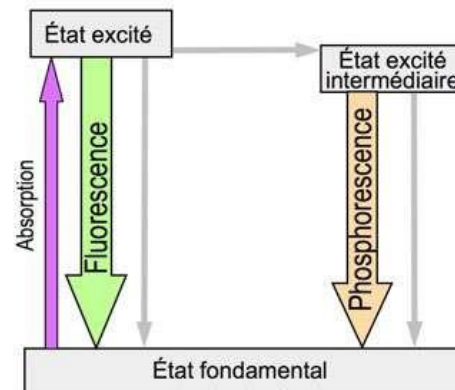 État excité
État excité
intermédiaire
Absorption
Fluorescence
Phosphorescence
État fondamental